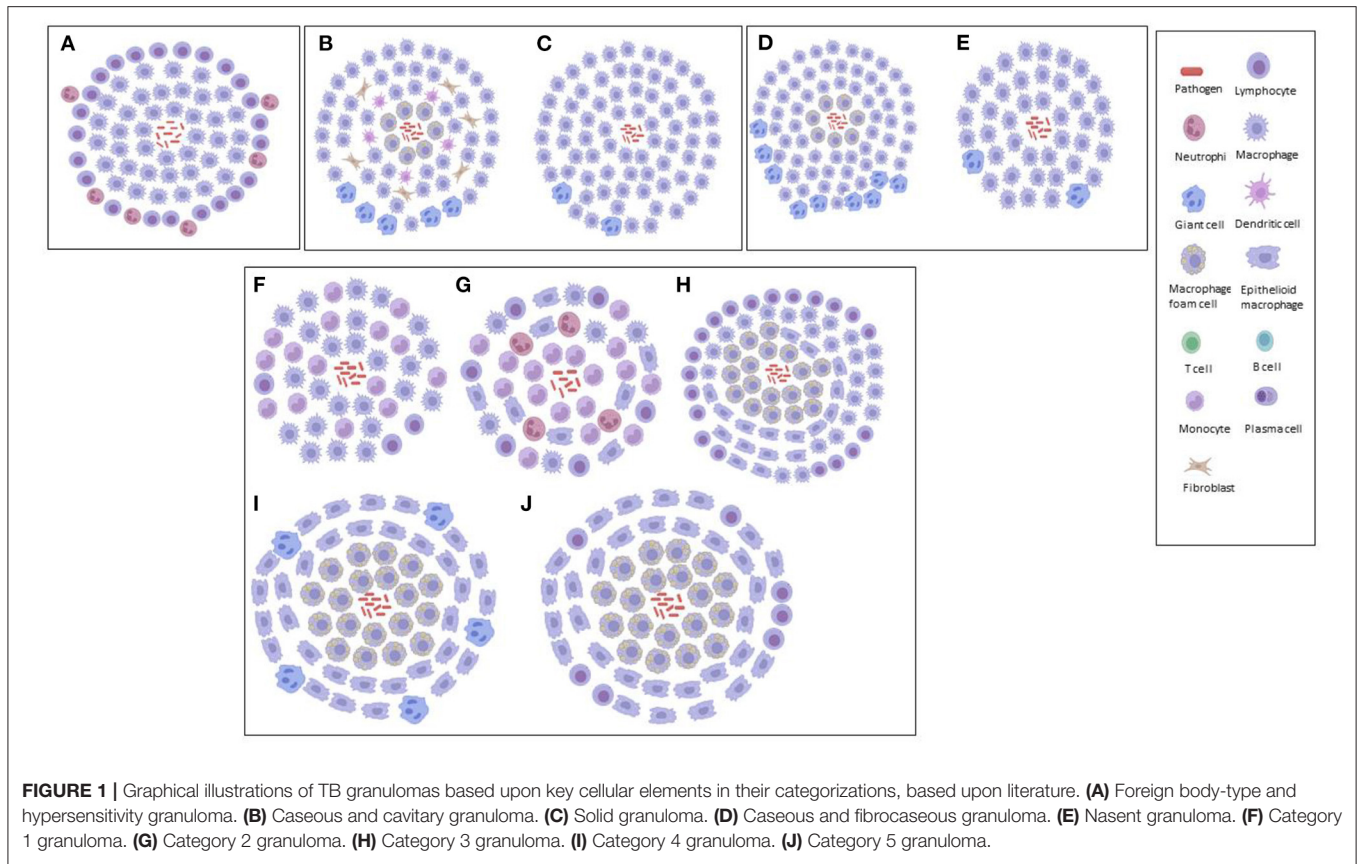 A
B
C
D
E
Pathogen
Lymphocyte
Neutrophi
Macrophage
Giant cell
Dendritic cell
Macrophage
foam cell
Epithelioid
macrophage
T cell
B cell
Monocyte
Plasma cell
Fibroblast
F
G
H
I
J
FIGURE 1 | Graphical illustrations of TB granulomas based upon key cellular elements in their categorizations, based upon literature. (A) Foreign body-type and
hypersensitivity granuloma. (B) Caseous and cavitary granuloma. (C) Solid granuloma. (D) Caseous and fibrocaseous granuloma. (E) Nasent granuloma. (F) Category
1 granuloma. (G) Category 2 granuloma. (H) Category 3 granuloma. (I) Category 4 granuloma. (J) Category 5 granuloma.